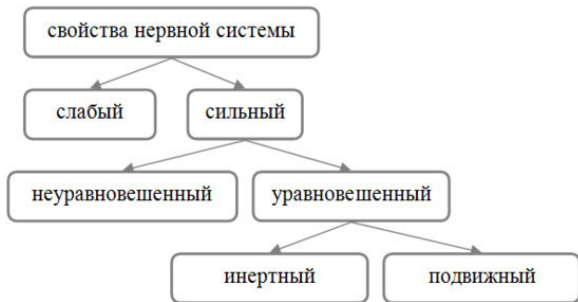 свойства нервной системы
слабый
сильный
неуравновешенный
уравновешенный
инертный
подвижный